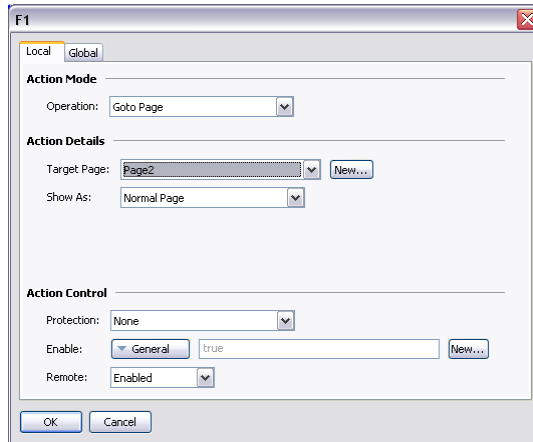 F1
Local Global
Action Mode
Operation: Goto Page
Action Details
Target Page: Page2 New...
Show As: Normal Page
Action Control
Protection: None
Enable: General true New...
Remote: Enabled
OK Cancel